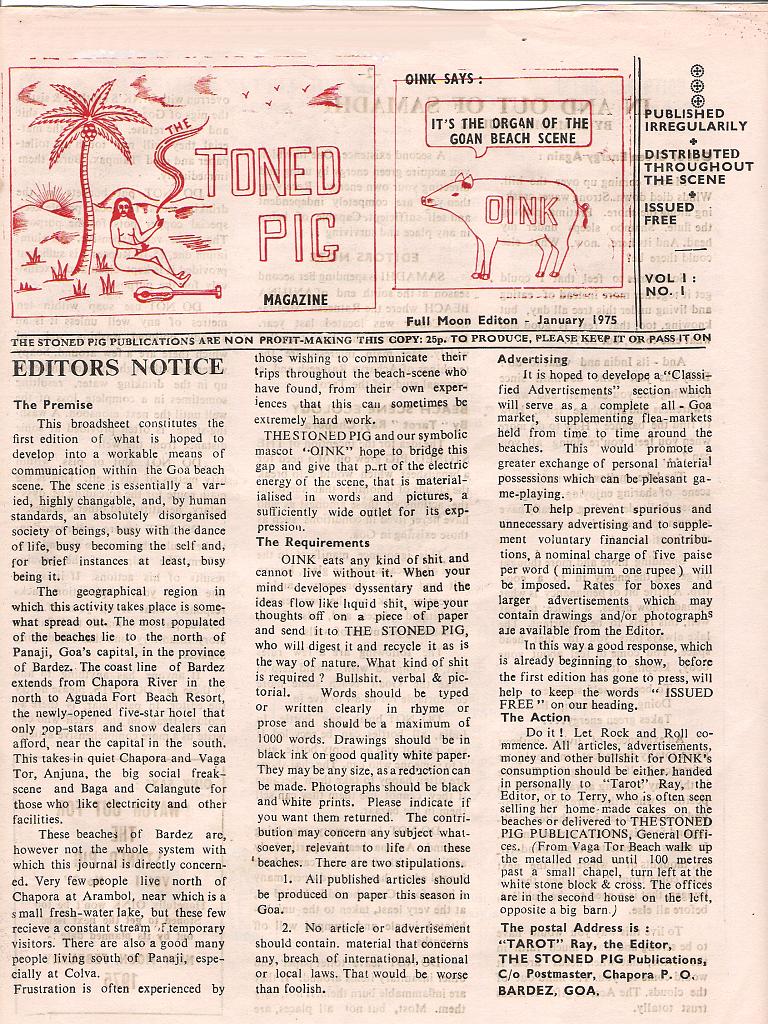 THE
STONED
PIG
MAGAZINE
OINK SAYS :
IT'S THE ORGAN OF THE
GOAN BEACH SCENE
OINK
PUBLISHED
IRREGULARILY
+
DISTRIBUTED
THROUGHOUT
THE SCENE
+
ISSUED
FREE
VOL I :
NO. I
Full Moon Editon - January 1975
THE STONED PIG PUBLICATIONS ARE NON PROFIT-MAKING THIS COPY: 25p. TO PRODUCE, PLEASE KEEP IT OR PASS IT ON
EDITORS NOTICE
The Premise
This broadsheet constitutes the
first edition of what is hoped to
develop into a workable means of
communication within the Goa beach
scene. The scene is essentially a var-
ied, highly changable, and, by human
standards, an absolutely disorganised
society of beings, busy with the dance
of life, busy becoming the self and,
for brief instances at least, busy
being it.
The geographical region in
which this activity takes place is some-
what spread out. The most populated
of the beaches lie to the north of
Panaji, Goa's capital, in the province
of Bardez. The coast line of Bardez
extends from Chapora River in the
north to Aguada Fort Beach Resort,
the newly-opened five-star hotel that
only pop-stars and snow dealers can
afford, near the capital in the south.
This takes in quiet Chapora and Vaga
Tor, Anjuna, the big social freak-
scene and Baga and Calangute for
those who like electricity and other
facilities.
These beaches of Bardez are,
however not the whole system with
which this journal is directly concern-
ed. Very few people live north of
Chapora at Arambol, near which is a
small fresh-water lake, but these few
recieve a constant stream of temporary
visitors. There are also a good many
people living south of Panaji, espe-
cially at Colva.
Frustration is often experienced by
those wishing to communicate their
trips throughout the beach-scene who
have found, from their own exper-
iences that this can sometimes be
extremely hard work.
THE STONED PIG and our symbolic
mascot "OINK" hope to bridge this
gap and give that part of the electric
energy of the scene, that is material-
ialised in words and pictures, a
sufficiently wide outlet for its exp-
pression.
The Requirements
OINK eats any kind of shit and
cannot live without it. When your
mind developes dyssentary and the
ideas flow like liquid shit, wipe your
thoughts off on a piece of paper
and send it to THE STONED PIG,
who will digest it and recycle it as is
the way of nature. What kind of shit
is required ? Bullshit. verbal & pic-
torial. Words should be typed
or written clearly in rhyme or
prose and should be a maximum of
1000 words. Drawings should be in
black ink on good quality white paper.
They may be any size, as a reduction can
be made. Photographs should be black
and white prints. Please indicate if
you want them returned. The contri-
bution may concern any subject what-
soever, relevant to life on these
beaches. There are two stipulations.
1. All published articles should
be produced on paper this season in
Goa.
2. No article or advertisement
should contain. material that concerns
any, breach of international, national
or local laws. That would be worse
than foolish.
Advertising
It is hoped to develop a "Classi-
fied Advertisements" section which
will serve as a complete all - Goa
market, supplementing flea-markets
held from time to time around the
beaches. This would promote a
greater exchange of personal material
possessions which can be pleasant ga-
me-playing.
To help prevent spurious and
unnecessary advertising and to supple-
ment voluntary financial contribu-
tions, a nominal charge of five paise
per word ( minimum one rupee ) will
be imposed. Rates for boxes and
larger advertisements which may
contain drawings and/or photographs
are available from the Editor.
In this way a good response, which
is already beginning to show, before
the first edition has gone to press, will
help to keep the words " ISSUED
FREE " on our heading.
The Action
Do it ! Let Rock and Roll co-
mmence. All articles, advertisements,
money and other bullshit for OINK's
consumption should be either. handed
in personally to "Tarot" Ray, the
Editor, or to Terry, who is often seen
selling her home-made cakes on the
beaches or delivered to THE STONED
PIG PUBLICATIONS, General Offi-
ces. (From Vaga Tor Beach walk up
the metalled road until 100 metres
past a small chapel, turn left at the
white stone block & cross. The offices
are in the second house on the left,
opposite a big barn.)
The postal Address is :
"TAROT" Ray, the Editor,
THE STONED PIG Publications,
C/o Postmaster, Chapora P. O.
BARDEZ, GOA.